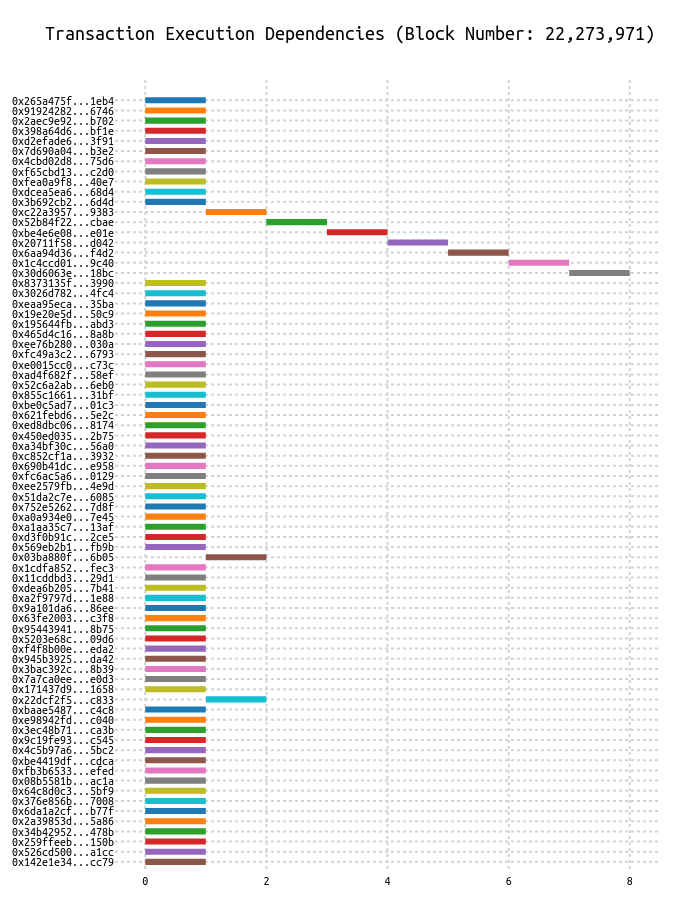 Transaction Execution Dependencies (Block Number: 22,273,971)
0x265a475f...1eb4
0x91924282...6746
0x2aec9e92...b702
0x398a64d6...bf1e
0xd2efade6...3f91
0x7d690a04...b3e2
0x4cbd02d8...75d6
0xf65cbd13...c2d0
0xfea0a9f8...40e7
0xdcea5ea6...68d4
0x3b692cb2...6d4d
0xc22a3957...9383
0x52b84f22...cbae
0xbe4e6e08...e01e
0x20711f58...d042
0x6aa94d36...f4d2
0x1c4ccd01...9c40
0x30d6063e...18bc
0x8373135f...3990
0x3026d782...4fc4
0xeaa95eca...35ba
0x19e20e5d...50c9
0x195644fb...abd3
0x465d4c16...8a8b
0xee76b280...030a
0xfc49a3c2...6793
0xe0015cc0...c73c
0xad4f682f...58ef
0x52c6a2ab...6eb0
0x855c1661...31bf
0xbe0c5ad7...01c3
0x621febd6...5e2c
0xed8dbc06...8174
0x450ed035...2b75
0xa34bf30c...56a0
0xc852cf1a...3932
0x690b41dc...e958
0xfc6ac5a6...0129
0xee2579fb...4e9d
0x51da2c7e...6085
0x752e5262...7d8f
0xa0a934e0...7e45
0xa1aa35c7...13af
0xd3f0b91c...2ce5
0x569eb2b1...fb9b
0x03ba880f...6b05
0x1cdfa852...fec3
0x11cddbd3...29d1
0xdea6b205...7b41
0xa2f9797d...1e88
0x9a101da6...86ee
0x63fe2003...c3f8
0x95443941...8b75
0x5203e68c...09d6
0xf4f8b00e...eda2
0x945b3925...da42
0x3bac392c...8b39
0x7a7ca0ee...e0d3
0x171437d9...1658
0x22dcf2f5...c833
0xbaae5487...c4c8
0xe98942fd...c040
0x3ec48b71...ca3b
0x9c19fe93...c545
0x4c5b97a6...5bc2
0xbe4419df...cdca
0xfb3b6533...efed
0x08b5581b...ac1a
0x64c8d0c3...5bf9
0x376e856b...7008
0x6da1a2cf...b77f
0x2a39853d...5a86
0x34b42952...478b
0x259ffeeb...150b
0x526cd500...a1cc
0x142e1e34...cc79
0 2 4 6 8